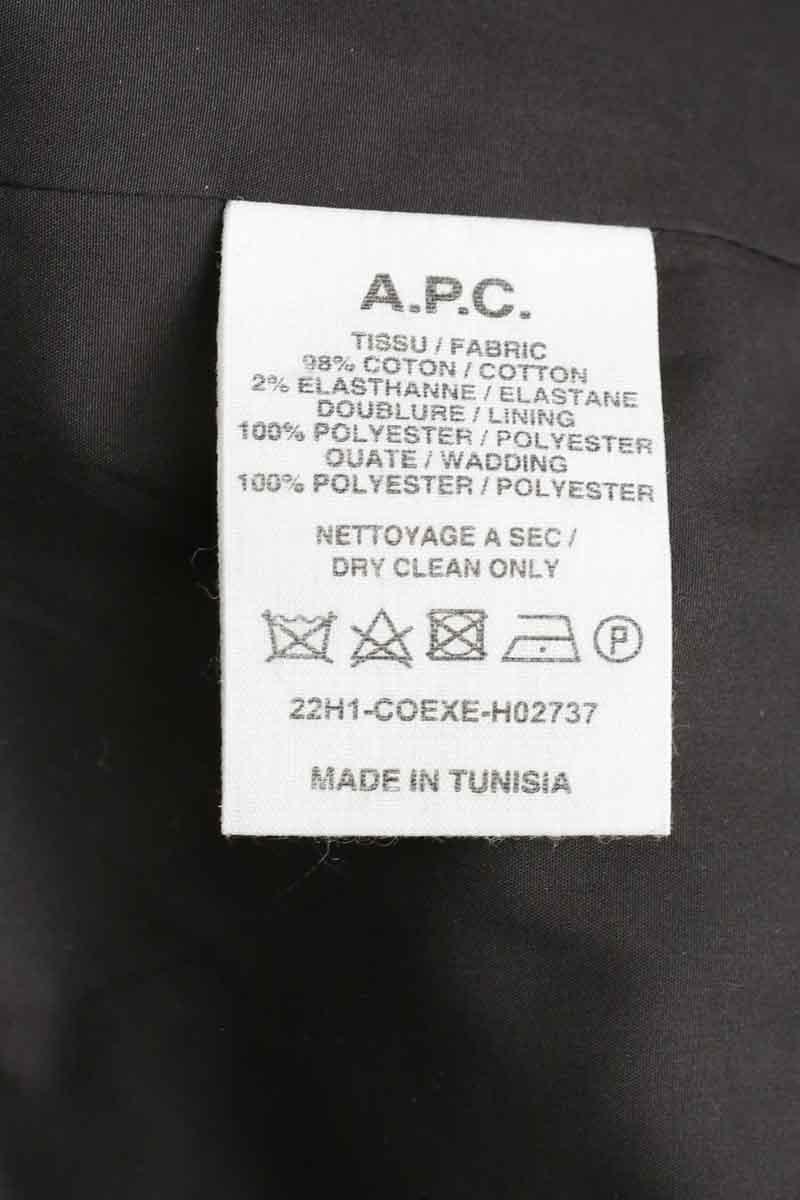 A.P.C.
TISSU / FABRIC
98% COTON / COTTON
2% ELASTHANNE / ELASTANE
DOUBLURE / LINING
100% POLYESTER / POLYESTER
OUATE / WADDING
100% POLYESTER / POLYESTER
NETTOYAGE A SEC /
DRY CLEAN ONLY
P
22H1-COEXE-H02737
MADE IN TUNISIA